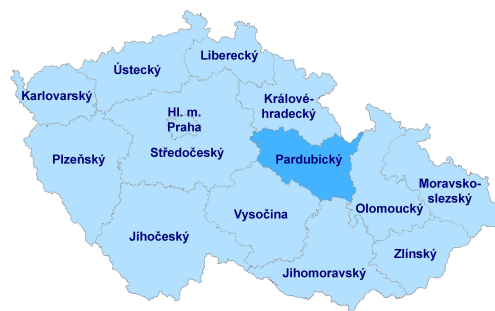 Liberecký
Ústecký
Karlovarský
Králové-
hradecký
Hl. m.
Praha
Středočeský
Plzeňský
Pardubický
Moravsko-
slezský
Olomoucký
Vysočina
Jihočeský
Zlínský
Jihomoravský